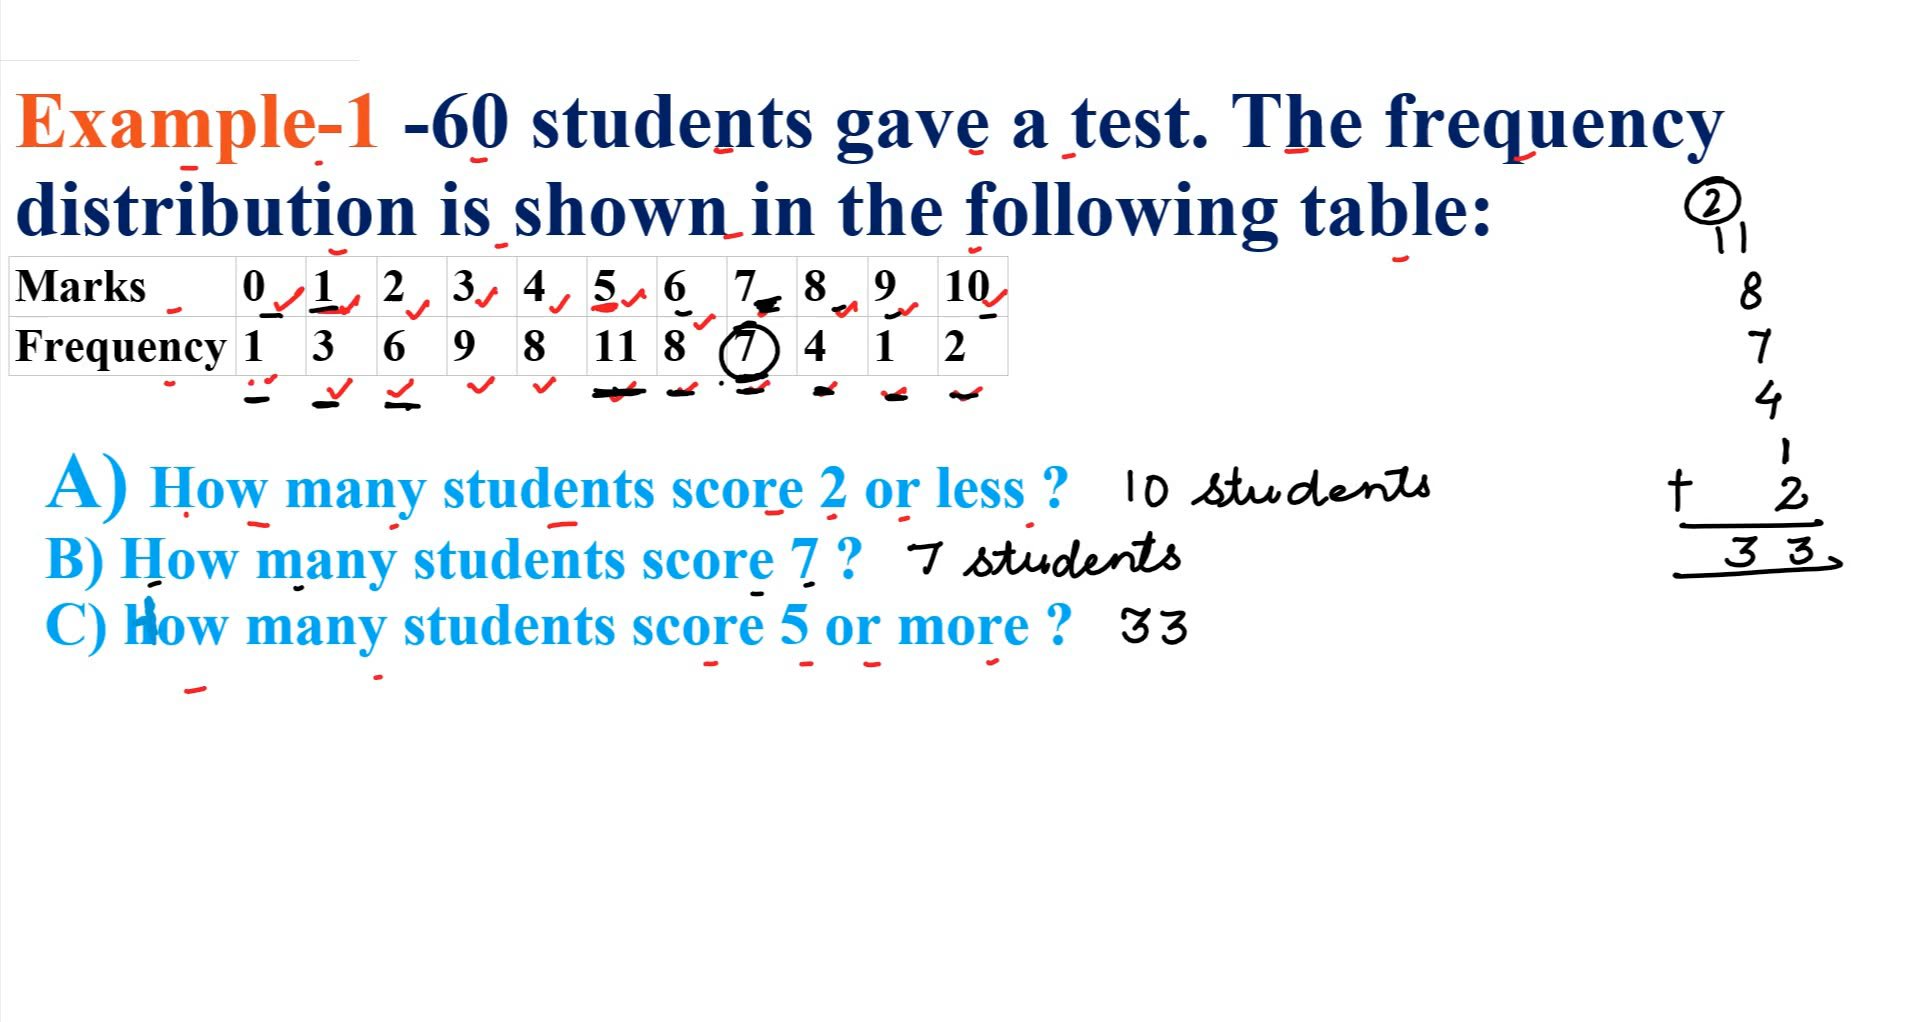 Example-1 -60 students gave a test. The frequency
distribution is shown in the following table:
Marks 0 1 2 3 4 5 6 7 8 9 10
Frequency 1 3 6 9 8 11 8 7 4 1 2
A) How many students score 2 or less ? 10 students
B) How many students score 7 ? 7 students
C) How many students score 5 or more ? 33
2
11
8
7
4
1
+ 2
33